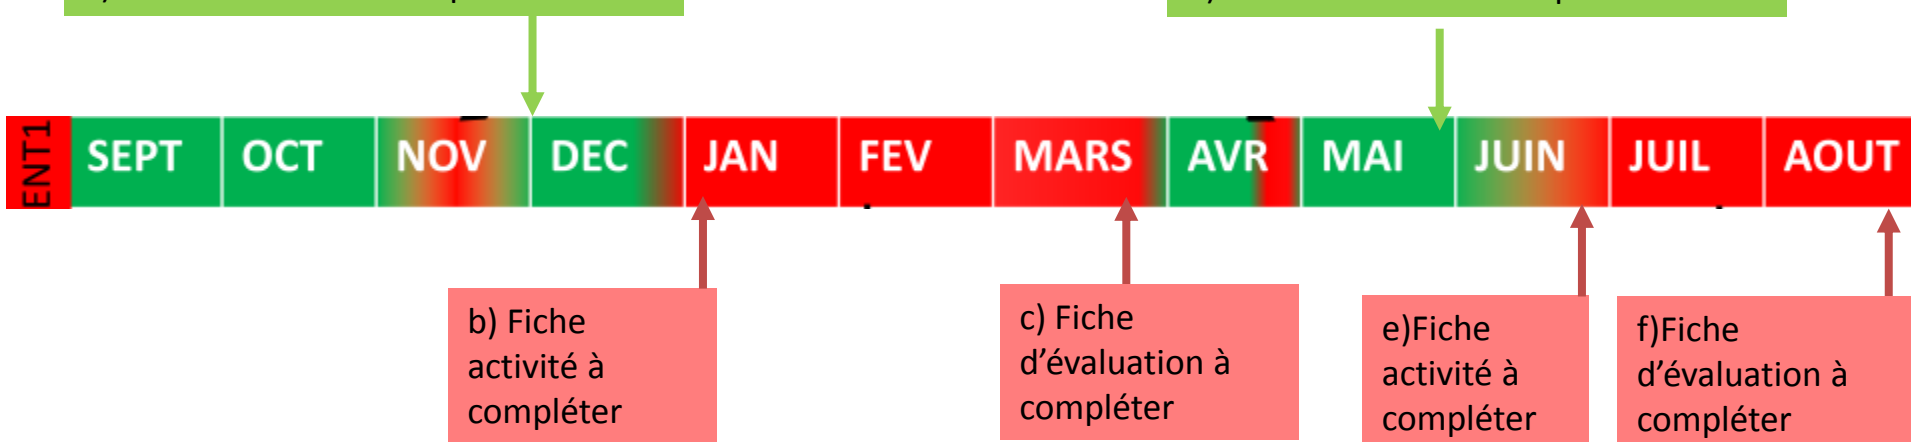 ENT1
SEPT OCT NOV DEC JAN FEV MARS AVR MAI JUIN JUIL AOUT
b) Fiche
activité à
compléter
c) Fiche
d'évaluation à
compléter
e)Fiche
activité à
compléter
f)Fiche
d'évaluation à
compléter